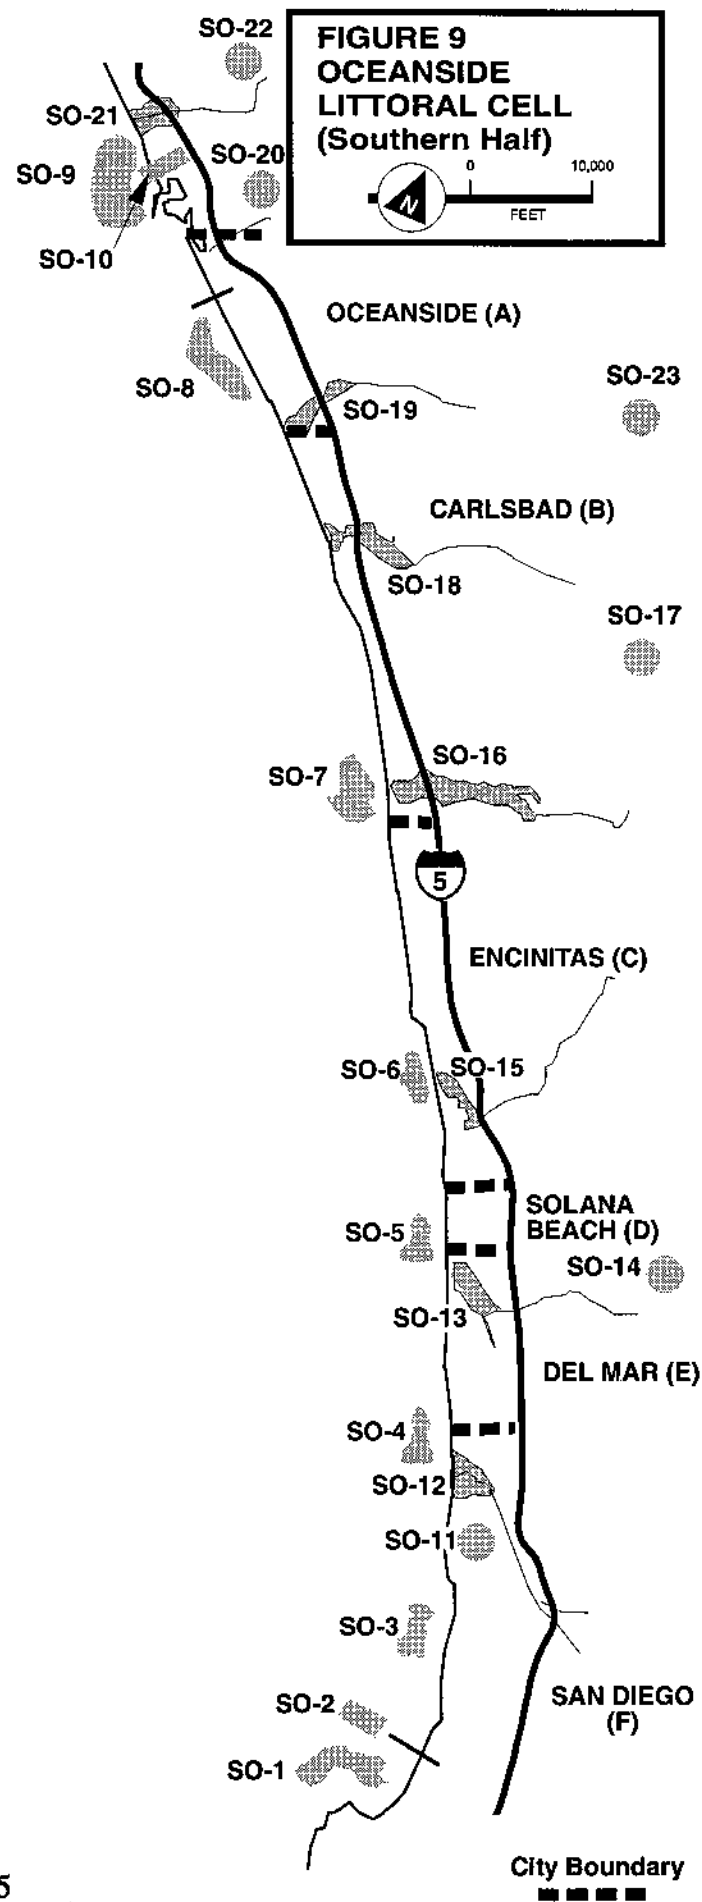 SO-22
FIGURE 9
OCEANSIDE
LITTORAL CELL
(Southern Half)
0 10,000
N
FEET
SO-21
SO-20
SO-9
SO-10
OCEANSIDE (A)
SO-8
SO-23
SO-19
CARLSBAD (B)
SO-18
SO-17
SO-16
SO-7
5
ENCINITAS (C)
SO-6
SO-15
SOLANA
BEACH (D)
SO-5
SO-14
SO-13
DEL MAR (E)
SO-4
SO-12
SO-11
SO-3
SAN DIEGO
(F)
SO-2
SO-1
City Boundary
5